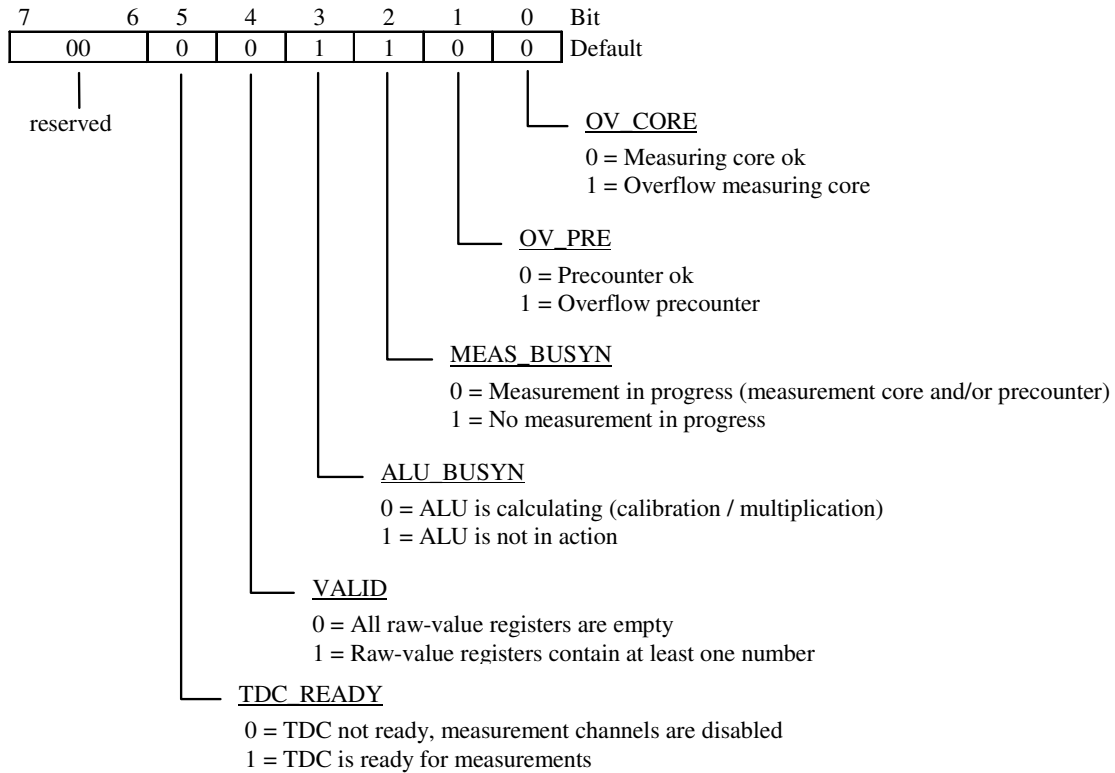 7 6 5 4 3 2 1 0 Bit
00 0 0 1 1 0 0 Default
reserved
OV_CORE
0 = Measuring core ok
1 = Overflow measuring core
OV_PRE
0 = Precounter ok
1 = Overflow precounter
MEAS_BUSYN
0 = Measurement in progress (measurement core and/or precounter)
1 = No measurement in progress
ALU_BUSYN
0 = ALU is calculating (calibration / multiplication)
1 = ALU is not in action
VALID
0 = All raw-value registers are empty
1 = Raw-value registers contain at least one number
TDC_READY
0 = TDC not ready, measurement channels are disabled
1 = TDC is ready for measurements